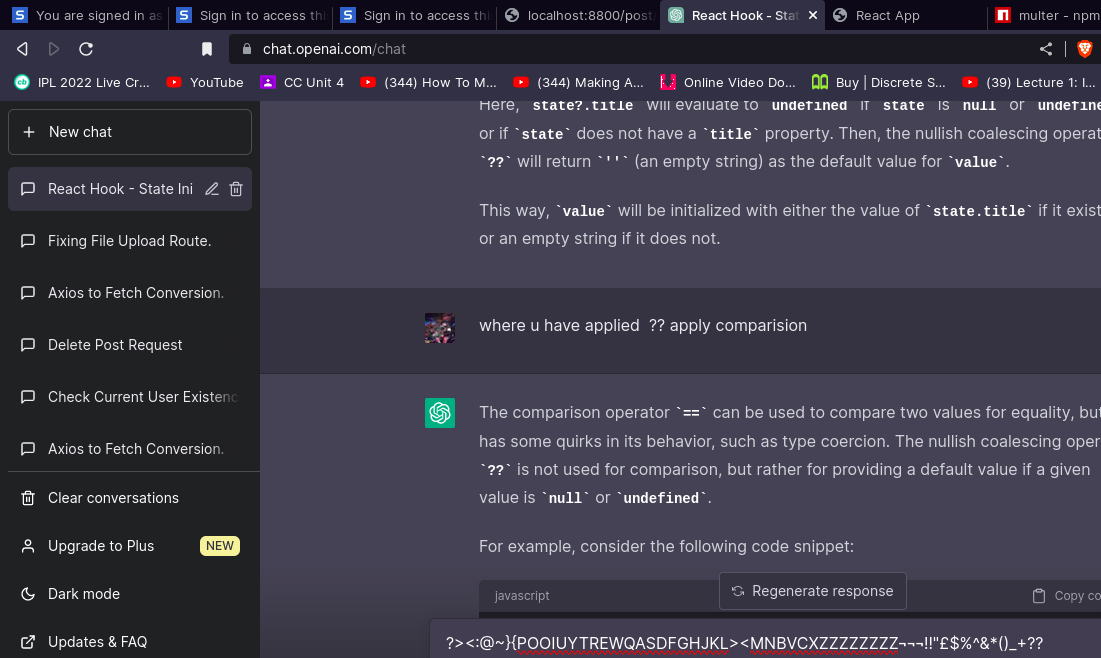 You are signed in as
Sign in to access thi
Sign in to access thi
localhost:8800/post/
React Hook - Stat
React App
multer - npm
chat.openai.com/chat
IPL 2022 Live Cr...
YouTube
CC Unit 4
(344) How To M...
(344) Making A...
Online Video Do...
Buy | Discrete S...
(39) Lecture 1: I...
New chat
React Hook - State Ini
Fixing File Upload Route.
Axios to Fetch Conversion.
Delete Post Request
Check Current User Existenc
Axios to Fetch Conversion.
Clear conversations
Upgrade to Plus NEW
Dark mode
Updates & FAQ
Here, `state?.title` will evaluate to `undefined` if `state` is `null` or `undefine
or if `state` does not have a `title` property. Then, the nullish coalescing operat
`??` will return `''` (an empty string) as the default value for `value`.
This way, `value` will be initialized with either the value of `state.title` if it exist
or an empty string if it does not.
where u have applied  ?? apply comparision
The comparison operator `==` can be used to compare two values for equality, but
has some quirks in its behavior, such as type coercion. The nullish coalescing oper
`??` is not used for comparison, but rather for providing a default value if a given
value is `null` or `undefined`.
For example, consider the following code snippet:
javascript
Copy co
Regenerate response
?><:@~}{POOIUYTREWQASDFGHJKL><MNBVCXZZZZZZZZ¬¬¬!!"£$%^&*()_+??